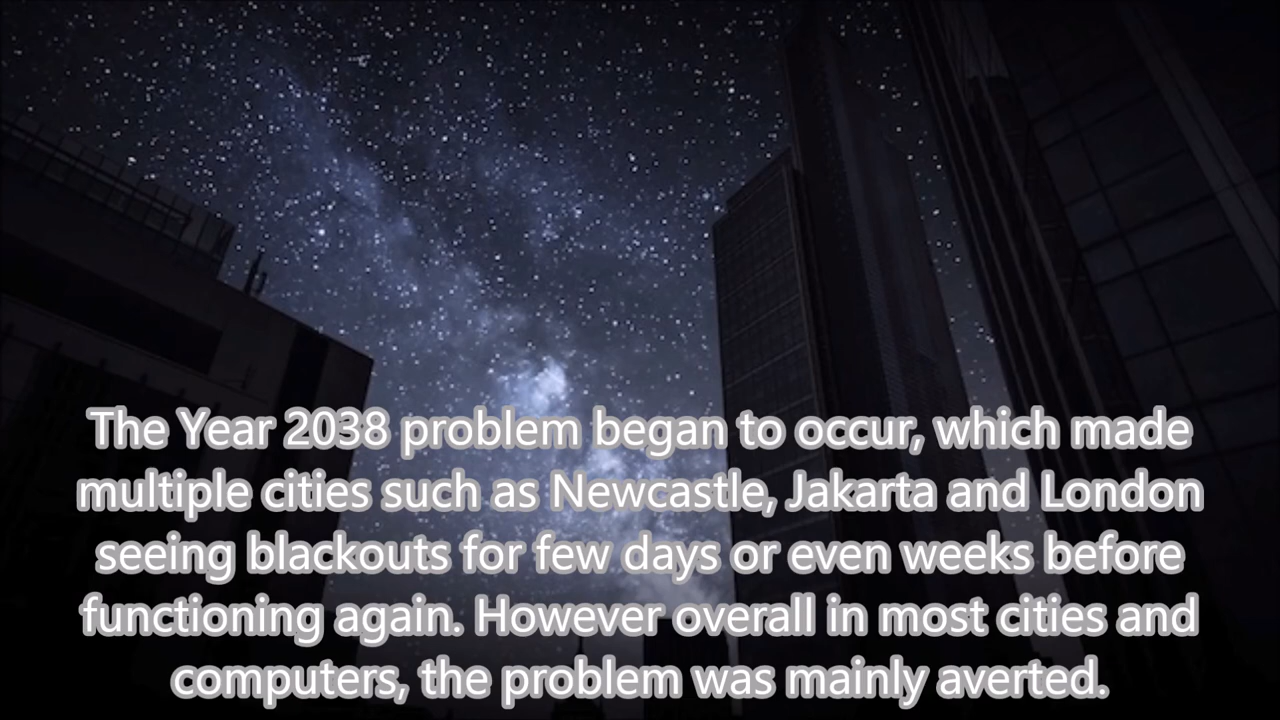 The Year 2038 problem began to occur, which made
multiple cities such as Newcastle, Jakarta and London
seeing blackouts for few days or even weeks before
functioning again. However overall in most cities and
computers, the problem was mainly averted.